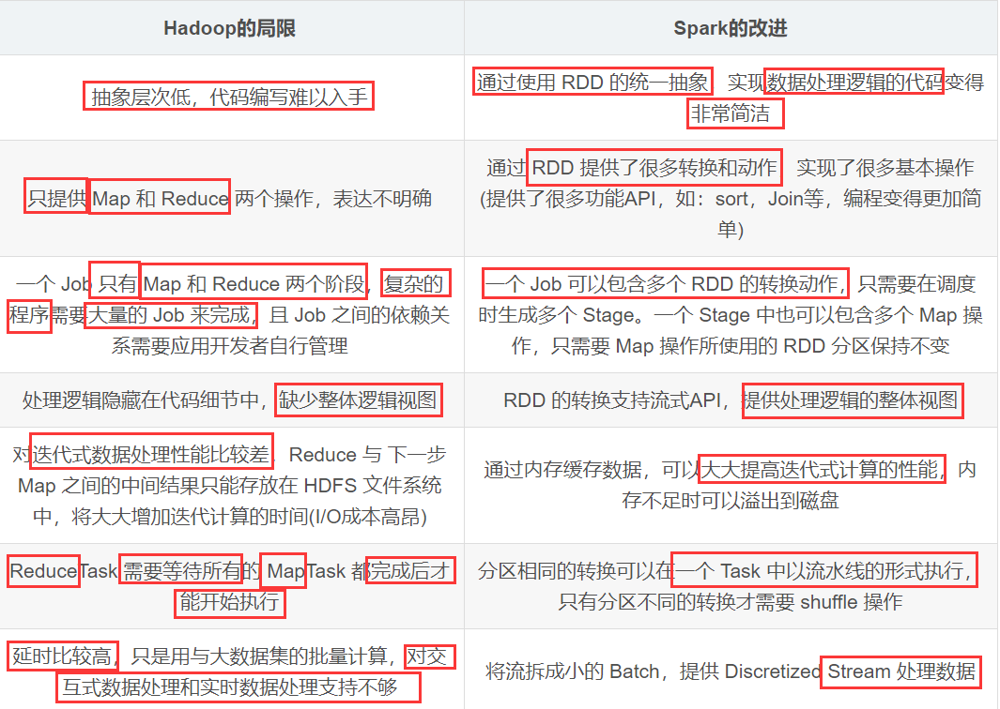 Hadoop的局限
Spark的改进
抽象层次低，代码编写难以入手
通过使用 RDD 的统一抽象 实现数据处理逻辑的代码变得
非常简洁
只提供 Map 和 Reduce 两个操作，表达不明确
通过 RDD 提供了很多转换和动作 实现了很多基本操作
(提供了很多功能API，如：sort，Join等，编程变得更加简
单)
一个 Job 只有 Map 和 Reduce 两个阶段，复杂的
程序需要大量的 Job 来完成，且 Job 之间的依赖关
系需要应用开发者自行管理
一个 Job 可以包含多个 RDD 的转换动作，只需要在调度
时生成多个 Stage。一个 Stage 中也可以包含多个 Map 操
作，只需要 Map 操作所使用的 RDD 分区保持不变
处理逻辑隐藏在代码细节中，缺少整体逻辑视图
RDD 的转换支持流式API，提供处理逻辑的整体视图
对迭代式数据处理性能比较差，Reduce 与 下一步
Map 之间的中间结果只能存放在 HDFS 文件系统
中，将大大增加迭代计算的时间(I/O成本高昂)
通过内存缓存数据，可以大大提高迭代式计算的性能，内
存不足时可以溢出到磁盘
ReduceTask 需要等待所有的 MapTask 都完成后才
能开始执行
分区相同的转换可以在一个 Task 中以流水线的形式执行，
只有分区不同的转换才需要 shuffle 操作
延时比较高，只是用与大数据集的批量计算，对交
互式数据处理和实时数据处理支持不够
将流拆成小的 Batch，提供 Discretized Stream 处理数据